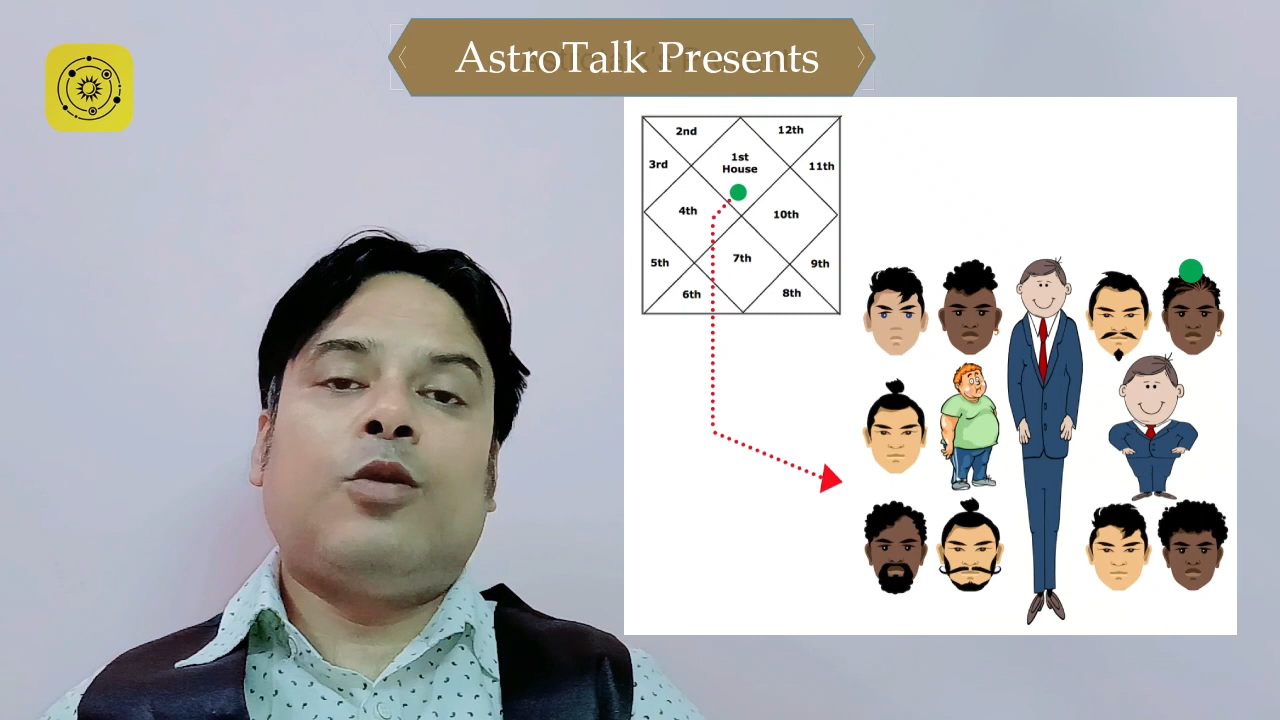 AstroTalk Presents
2nd
12th
1st
House
3rd
11th
4th
10th
7th
5th
9th
6th
8th